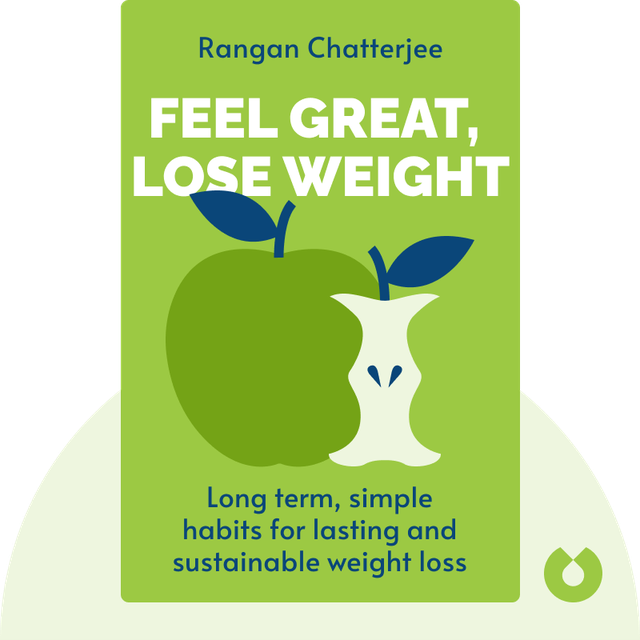 Rangan Chatterjee
FEEL GREAT,
LOSE WEIGHT
Long term, simple
habits for lasting and
sustainable weight loss